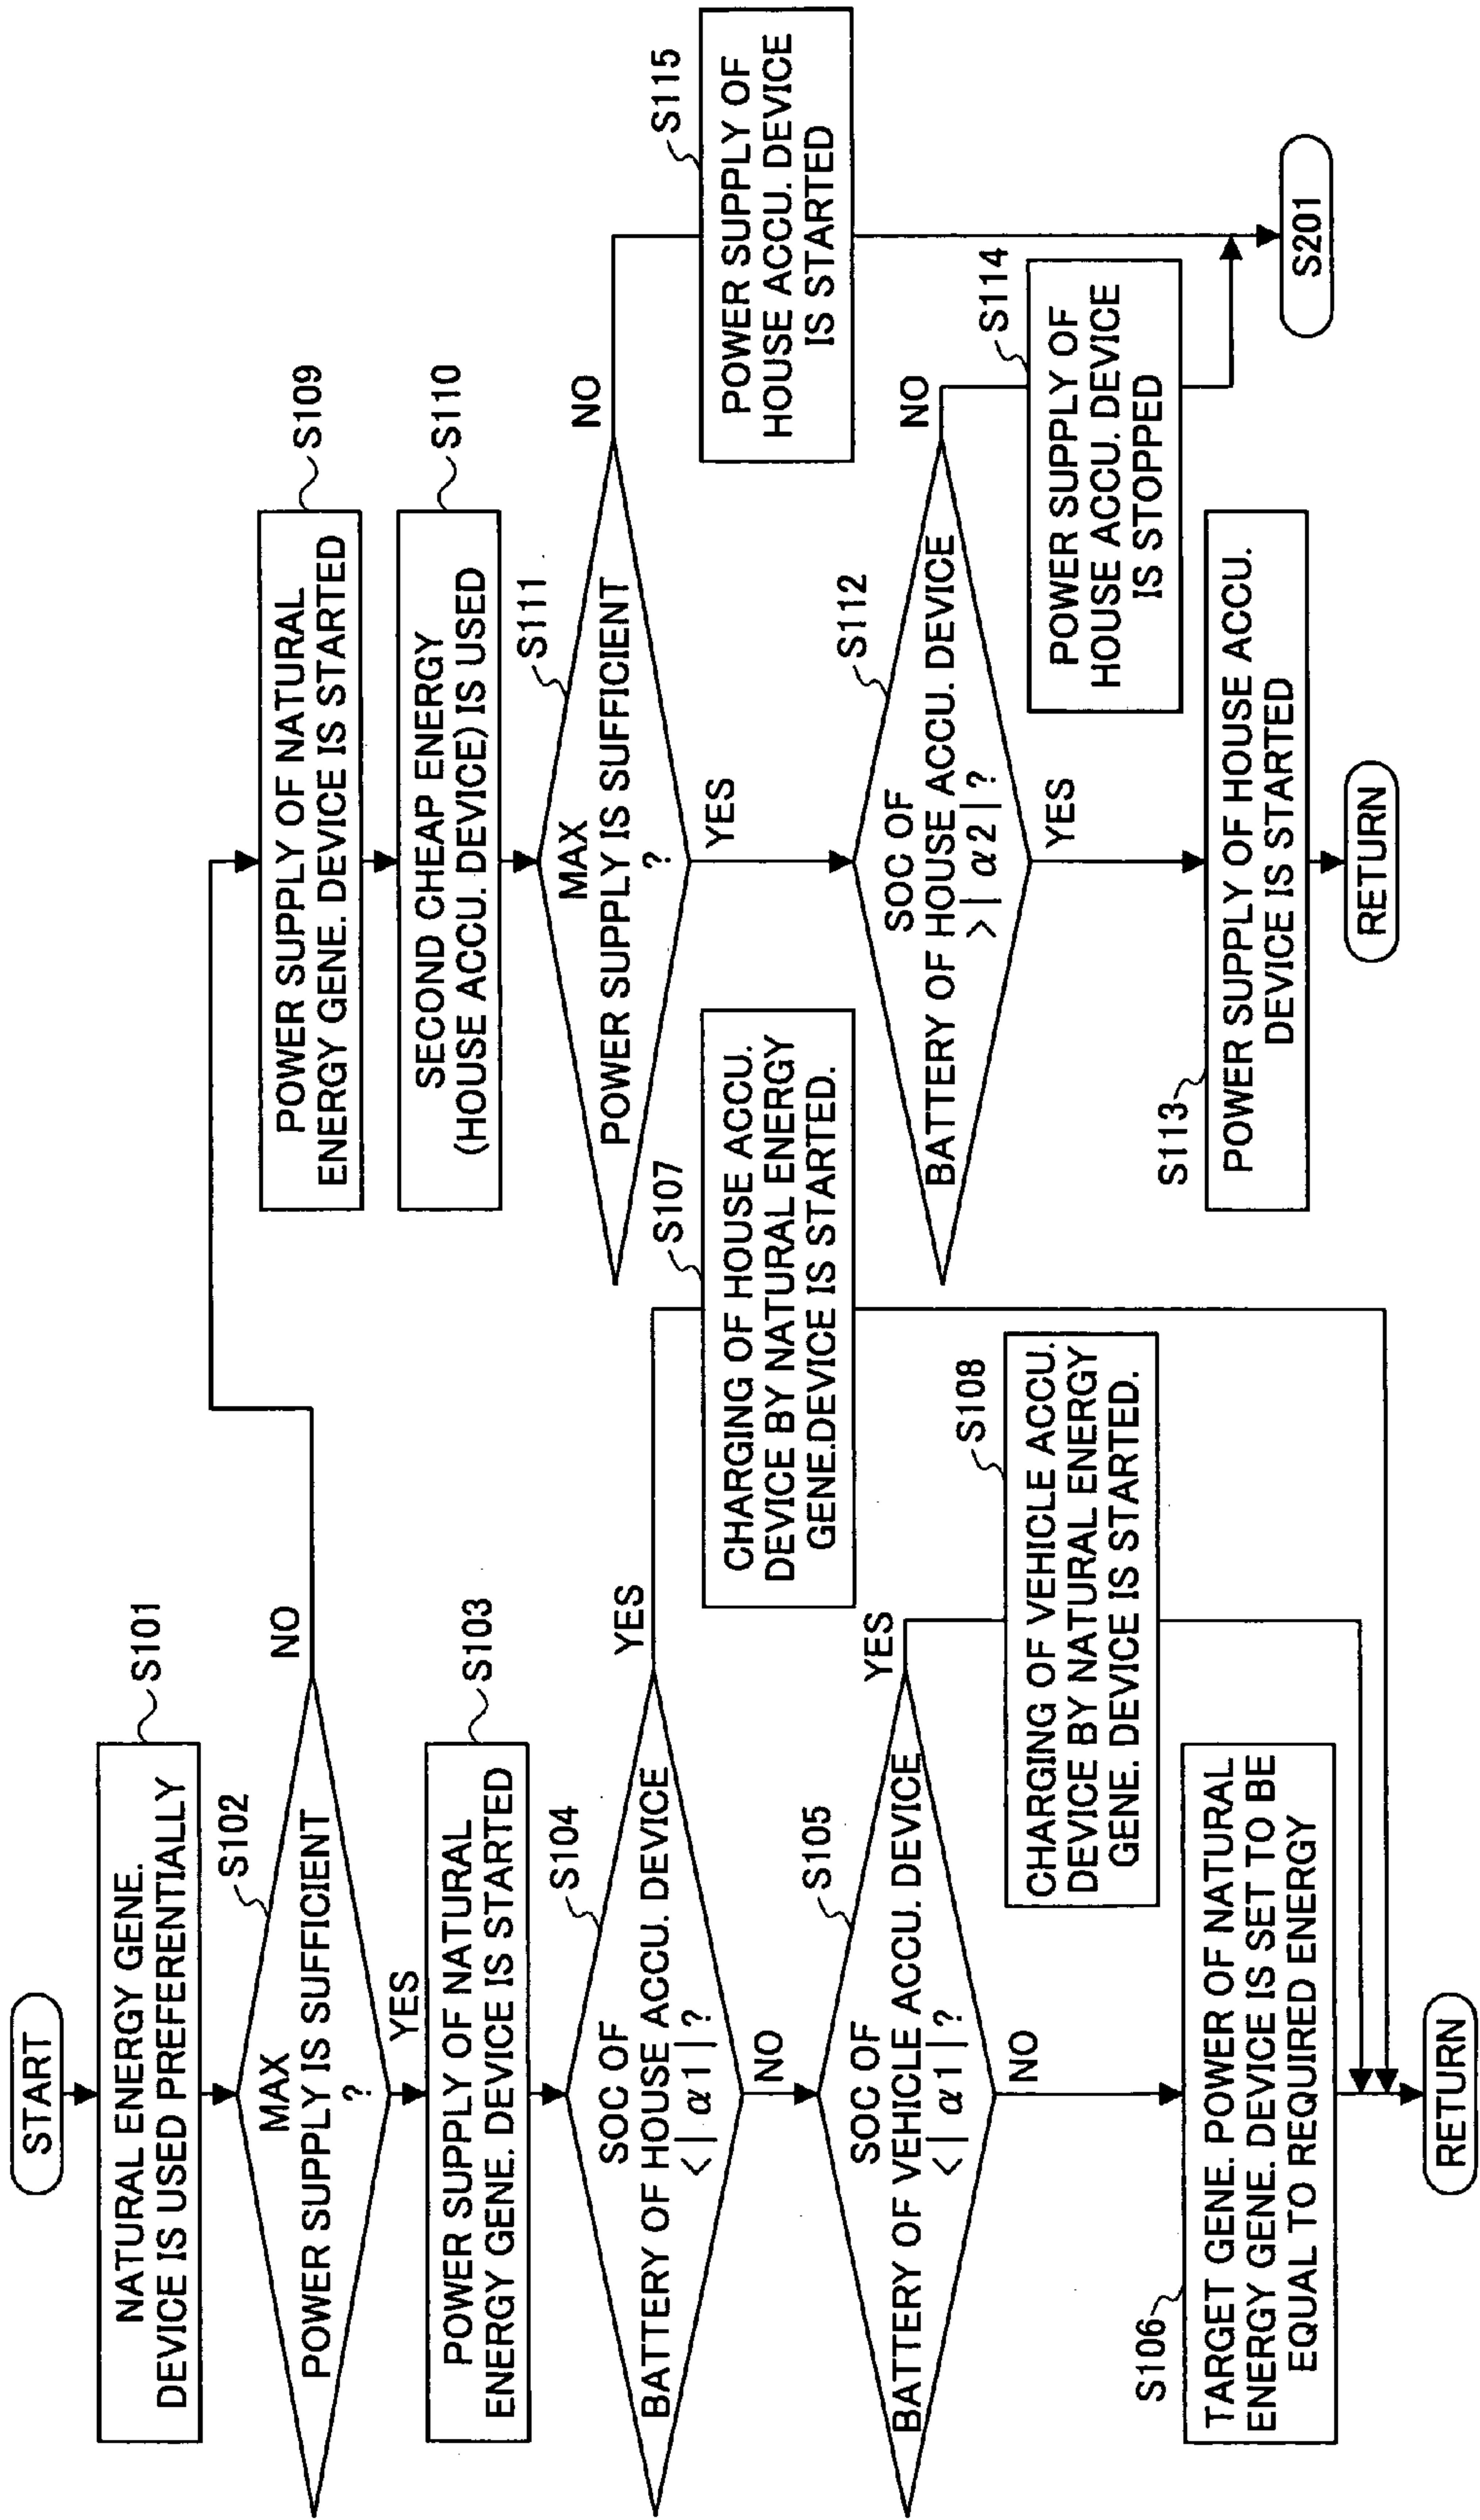 START
NATURAL ENERGY GENE.
DEVICE IS USED PREFERENTIALLY
S101
S102
MAX
POWER SUPPLY IS SUFFICIENT
?
NO
YES
POWER SUPPLY OF NATURAL
ENERGY GENE. DEVICE IS STARTED
S103
S104
SOC OF
BATTERY OF HOUSE ACCU. DEVICE
<|α1|?
YES
NO
S105
SOC OF
BATTERY OF VEHICLE ACCU. DEVICE
<|α1|?
YES
NO
S106
TARGET GENE. POWER OF NATURAL
ENERGY GENE. DEVICE IS SET TO BE
EQUAL TO REQUIRED ENERGY
RETURN
S107
CHARGING OF HOUSE ACCU.
DEVICE BY NATURAL ENERGY
GENE.DEVICE IS STARTED.
S108
CHARGING OF VEHICLE ACCU.
DEVICE BY NATURAL ENERGY
GENE. DEVICE IS STARTED.
POWER SUPPLY OF NATURAL
ENERGY GENE. DEVICE IS STARTED
S109
SECOND CHEAP ENERGY
(HOUSE ACCU. DEVICE) IS USED
S110
S111
MAX
POWER SUPPLY IS SUFFICIENT
?
NO
YES
S112
SOC OF
BATTERY OF HOUSE ACCU. DEVICE
>|α2|?
NO
YES
S113
POWER SUPPLY OF HOUSE ACCU.
DEVICE IS STARTED
RETURN
S114
POWER SUPPLY OF
HOUSE ACCU. DEVICE
IS STOPPED
S115
POWER SUPPLY OF
HOUSE ACCU. DEVICE
IS STARTED
S201